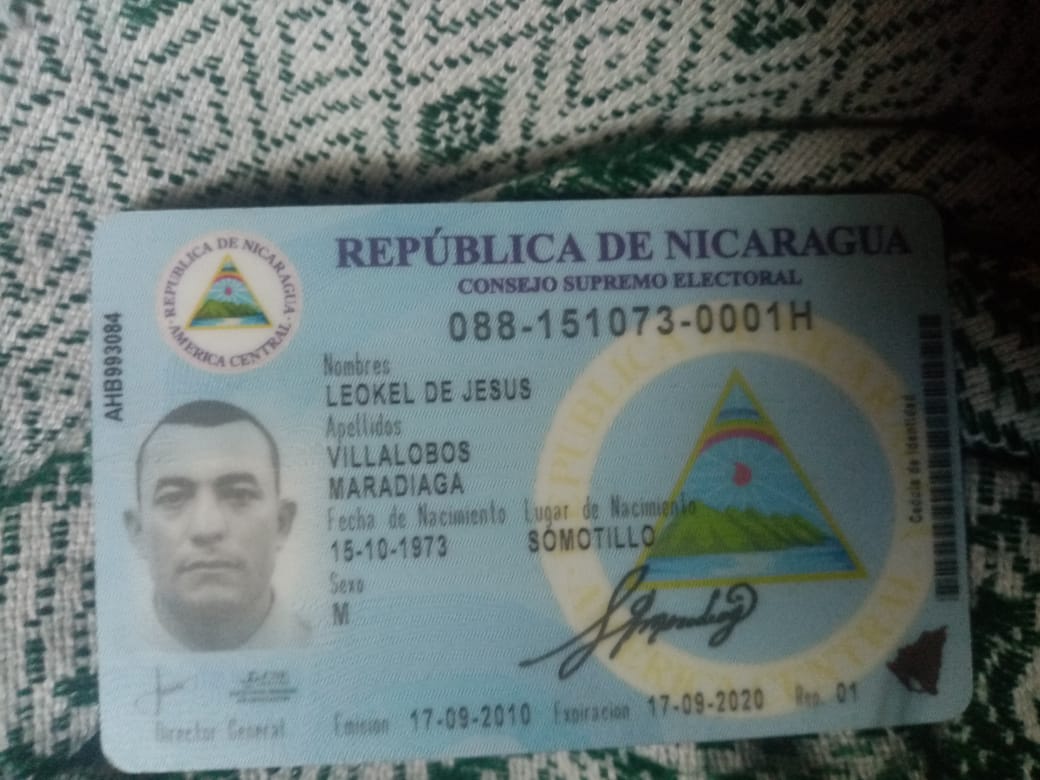 REPÚBLICA DE NICARAGUA
CONSEJO SUPREMO ELECTORAL
REPUBLICA DE NICARAGUA
AMERICA CENTRAL
088-151073-0001H
AHB993084
Nombres
LEOKEL DE JESUS
Apellidos
VILLALOBOS
MARADIAGA
Fecha de Nacimiento Lugar de Nacimiento
15-10-1973 SOMOTILLO
Sexo
M
Cedula de Identidad
Director General
Emision 17-09-2010 Expiracion 17-09-2020 Rep. 01